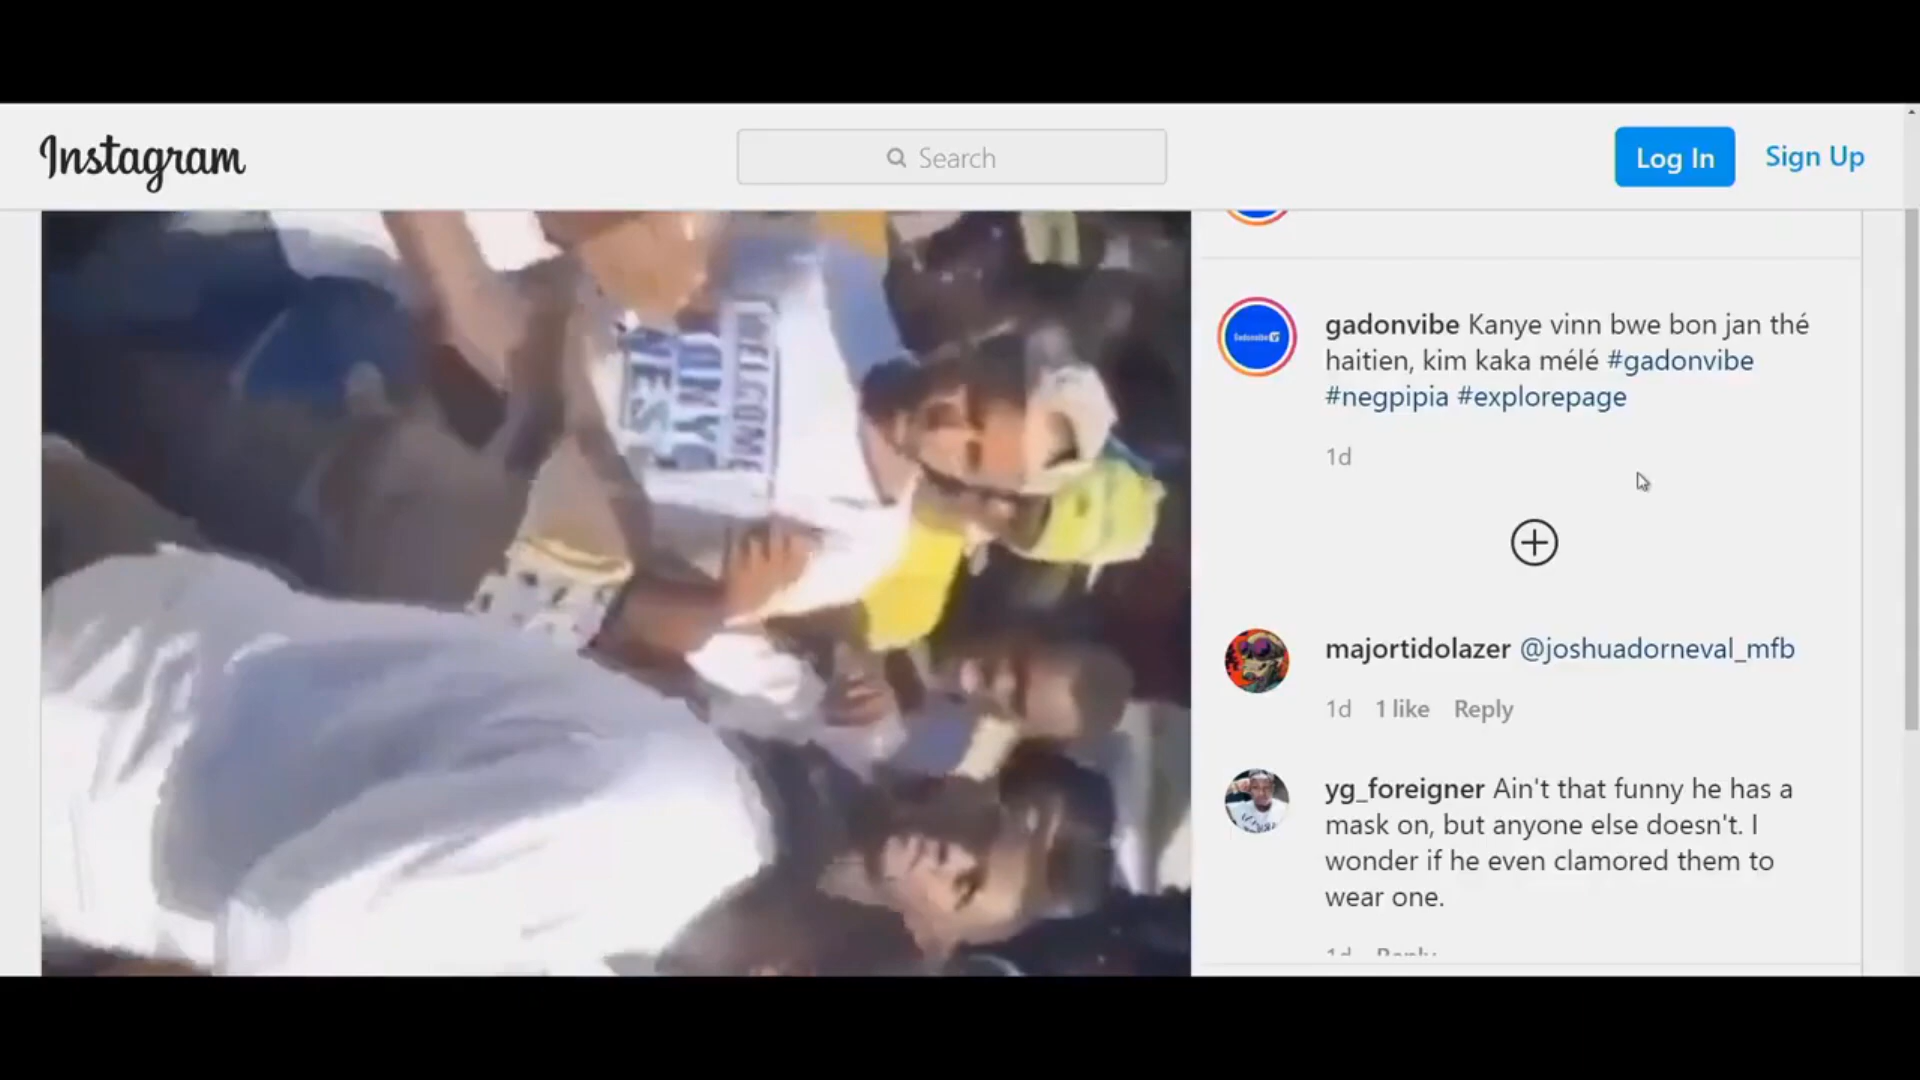 Instagram
Search
Log In
Sign Up
WELCOME
gadonvibe Kanye vinn bwe bon jan thé
haitien, kim kaka mélé #gadonvibe
#negpipia #explorepage
1d
majortidolazer @joshuadorneval_mfb
1d 1 like Reply
yg_foreigner Ain't that funny he has a
mask on, but anyone else doesn't. I
wonder if he even clamored them to
wear one.
1d Reply